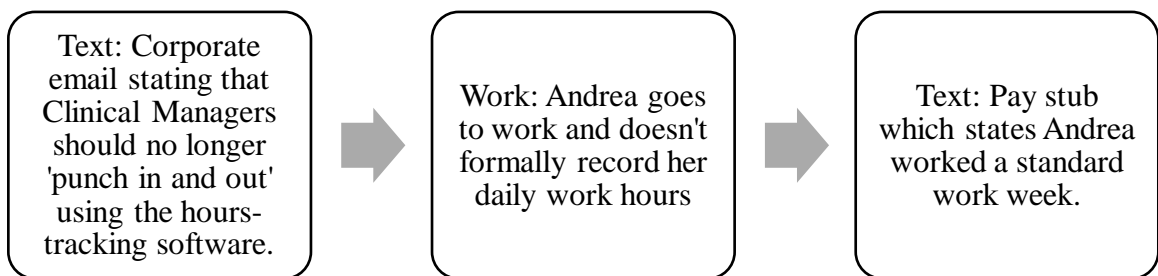 Text: Corporate
email stating that
Clinical Managers
should no longer
'punch in and out'
using the hours-
tracking software.
Work: Andrea goes
to work and doesn't
formally record her
daily work hours
Text: Pay stub
which states Andrea
worked a standard
work week.